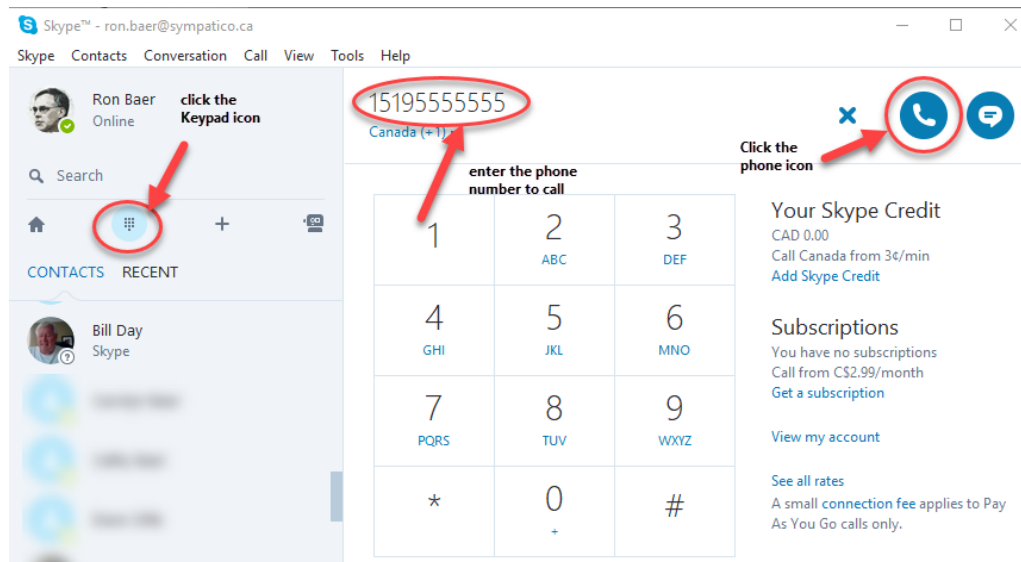 Skype™ - ron.baer@sympatico.ca
Skype Contacts Conversation Call View Tools Help
Ron Baer
Online
click the
Keypad icon
Search
CONTACTS RECENT
Bill Day
Skype
15195555555
Canada (+1)
enter the phone
number to call
Click the
phone icon
1
2
ABC
3
DEF
4
GHI
5
JKL
6
MNO
7
PQRS
8
TUV
9
WXYZ
*
0
+
#
Your Skype Credit
CAD 0.00
Call Canada from 3¢/min
Add Skype Credit
Subscriptions
You have no subscriptions
Call from C$2.99/month
Get a subscription
View my account
See all rates
A small connection fee applies to Pay
As You Go calls only.